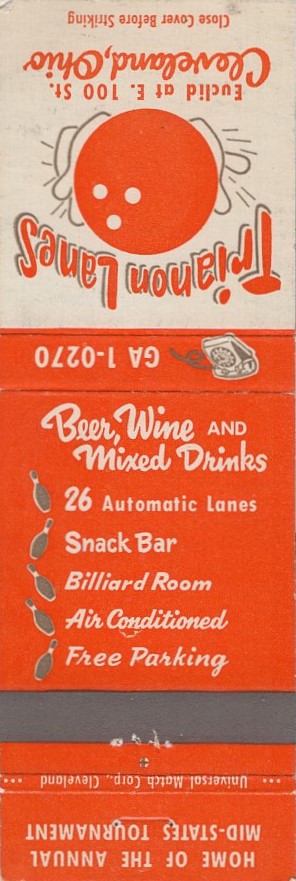 Trianon Lanes
Euclid at E. 100 St.
Cleveland, Ohio
Close Cover Before Striking
GA 1-0270
Beer, Wine AND
Mixed Drinks
26 Automatic Lanes
Snack Bar
Billiard Room
Air Conditioned
Free Parking
••• Universal Match Corp., Cleveland •••
HOME OF THE ANNUAL
MID-STATES TOURNAMENT